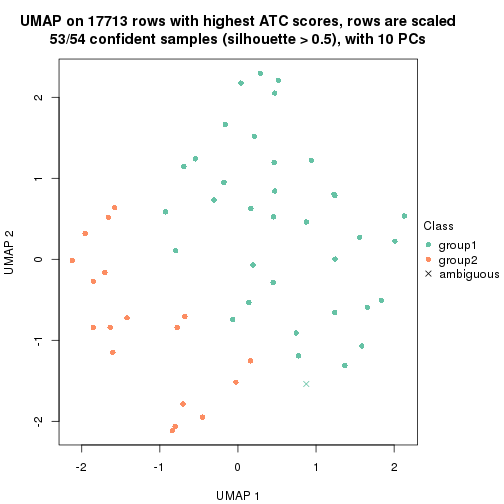 UMAP on 17713 rows with highest ATC scores, rows are scaled
53/54 confident samples (silhouette > 0.5), with 10 PCs
2
1
0
-1
-2
UMAP 2
-2
-1
0
1
2
UMAP 1
Class
group1
group2
ambiguous